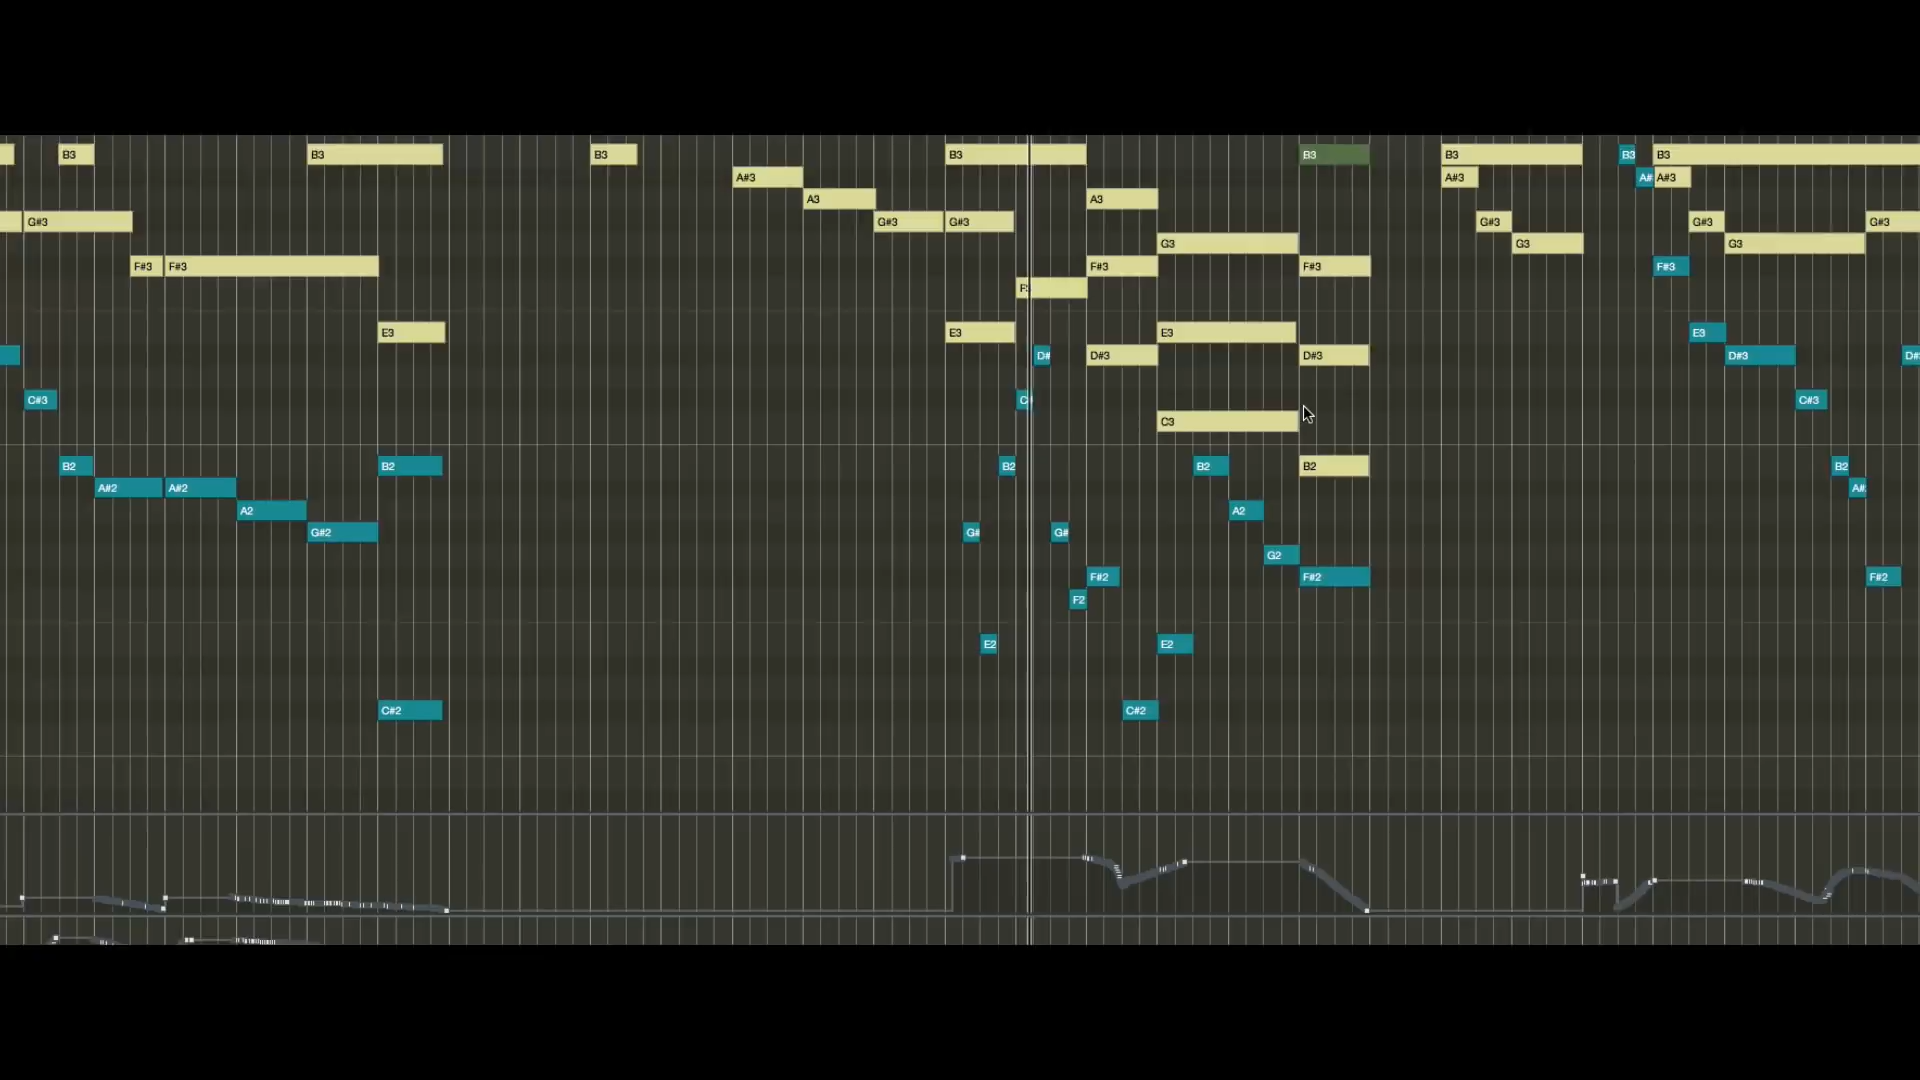 B3 B3 B3 B3 B3 B3 B3 B3
A#3 A#3 A# A#3
A3 A3
G#3 G#3 G#3 G#3 G#3 G#3
G3 G3 G3
F#3 F#3 F#3 F#3 F#3
E3 E3 E3 E3
D# D#3 D#3 D#3 D#
C#3 C#3
C3
B2 B2 B2 B2 B2 B2
A#2 A#2 A#
A2 A2
G#2 G# G#
G2
F#2 F#2 F#2
F2
E2 E2
C#2 C#2